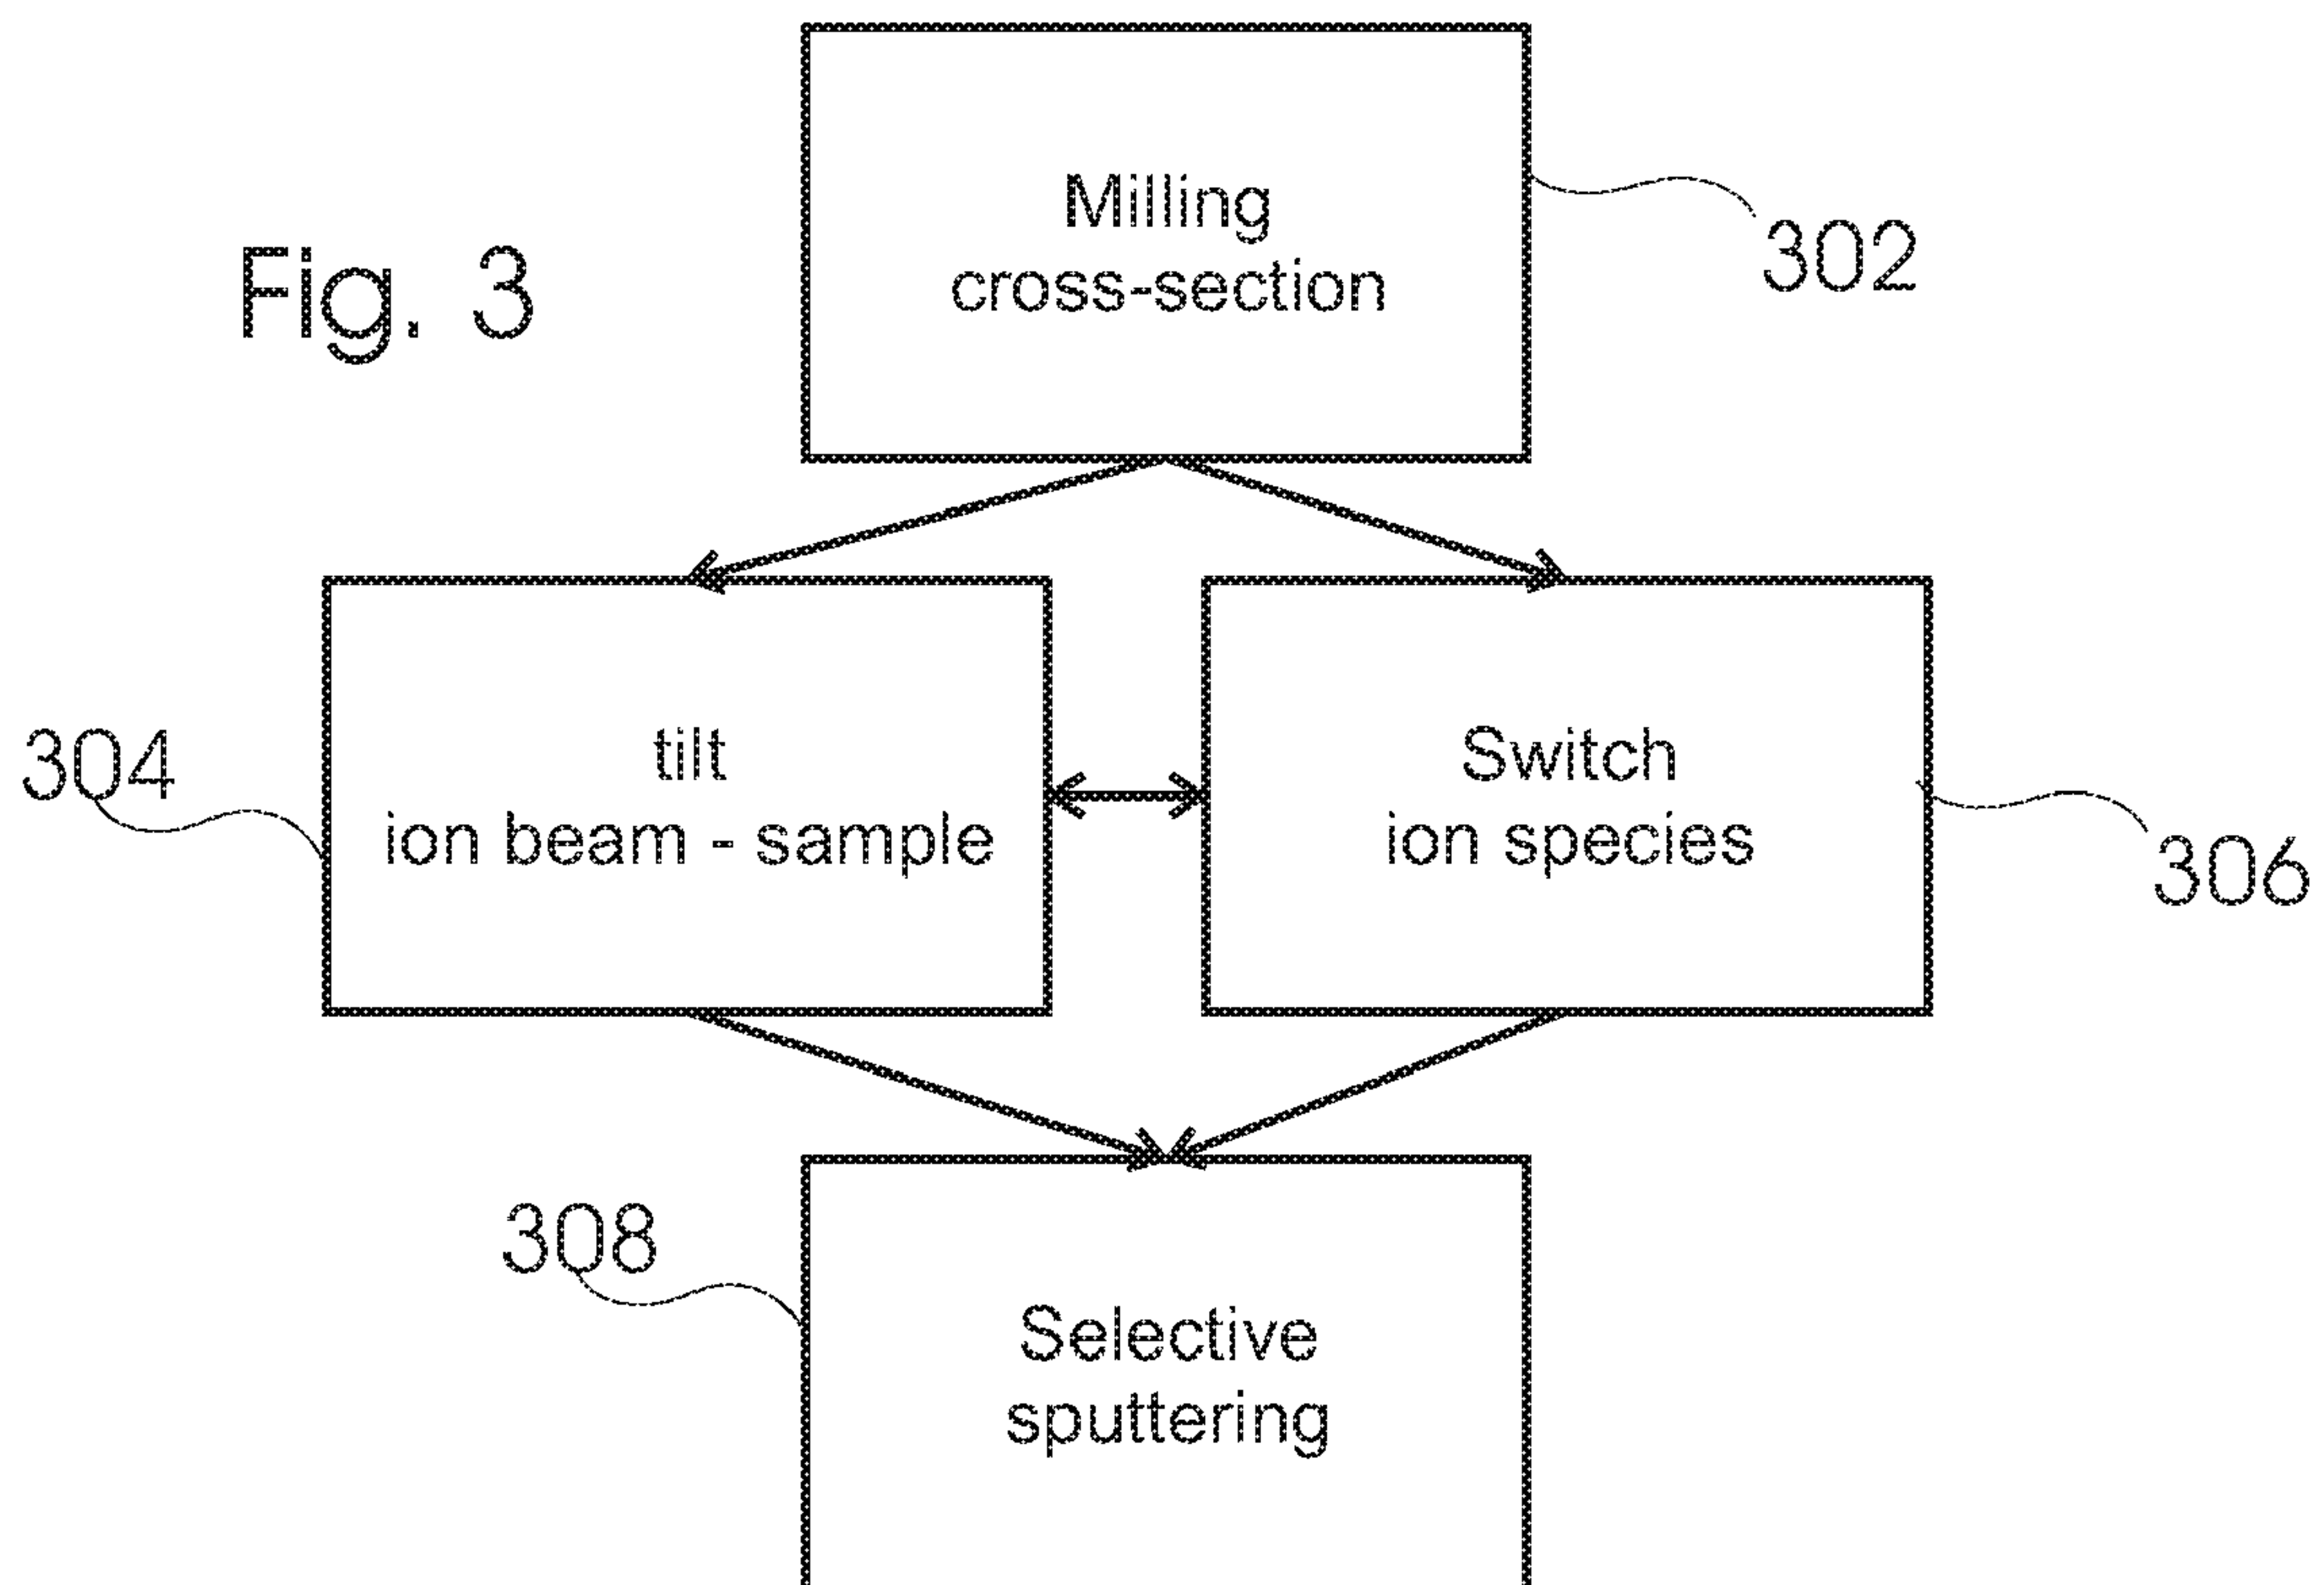 Milling
cross-section
302
Fig. 3
304
tilt
ion beam - sample
Switch
ion species
306
308
Selective
sputtering